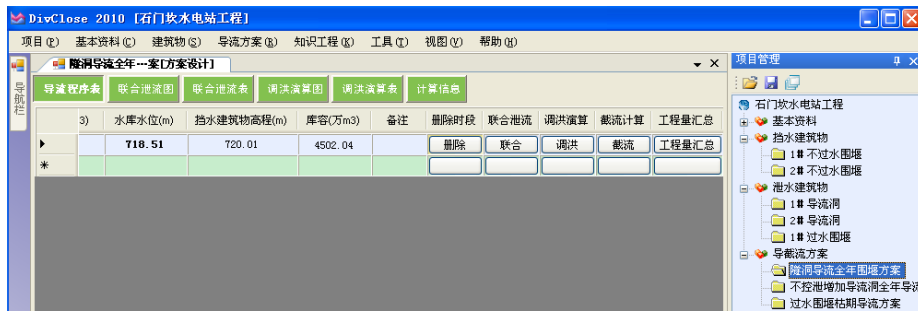 DivClose 2010 [石门坎水电站工程]
项目(P) 基本资料(C) 建筑物(S) 导流方案(B) 知识工程(K) 工具(T) 视图(V) 帮助(H)
隧洞导流全年---案[方案设计]
项目管理
导航栏
导流程序表 联合泄流图 联合泄流表 调洪演算图 调洪演算表 计算信息
3) 水库水位(m) 挡水建筑物高程(m) 库容(万m3) 备注 删除时段 联合泄流 调洪演算 截流计算 工程量汇总
718.51 720.01 4502.04 删除 联合 调洪 截流 工程量汇总
石门坎水电站工程
基本资料
挡水建筑物
1# 不过水围堰
2# 不过水围堰
泄水建筑物
1# 导流洞
2# 导流洞
1# 过水围堰
导截流方案
隧洞导流全年围堰方案
不控泄增加导流洞全年导流
过水围堰枯期导流方案